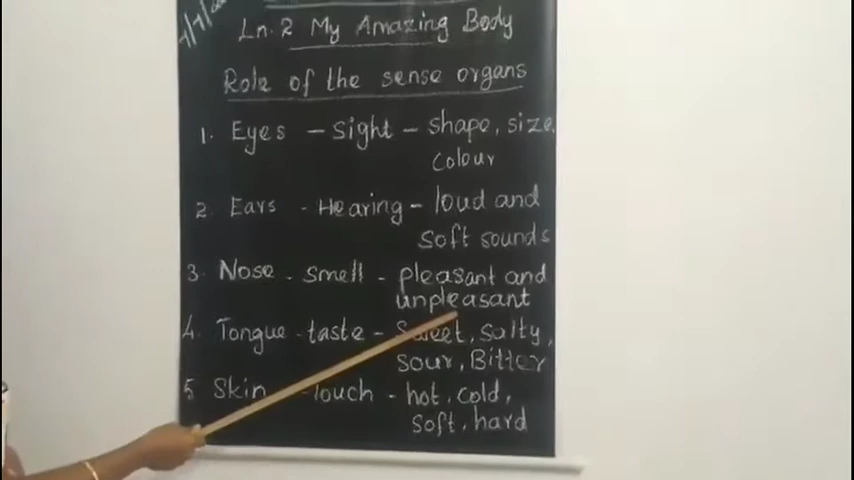 Ln. 2 My Amazing Body
Role of the sense organs
1. Eyes - Sight - shape, size,
colour
2. Ears - Hearing - loud and
soft sounds
3. Nose - smell - pleasant and
unpleasant
4. Tongue - taste - Sweet, salty,
sour, Bitter
5 Skin - Touch - hot, cold,
soft, hard